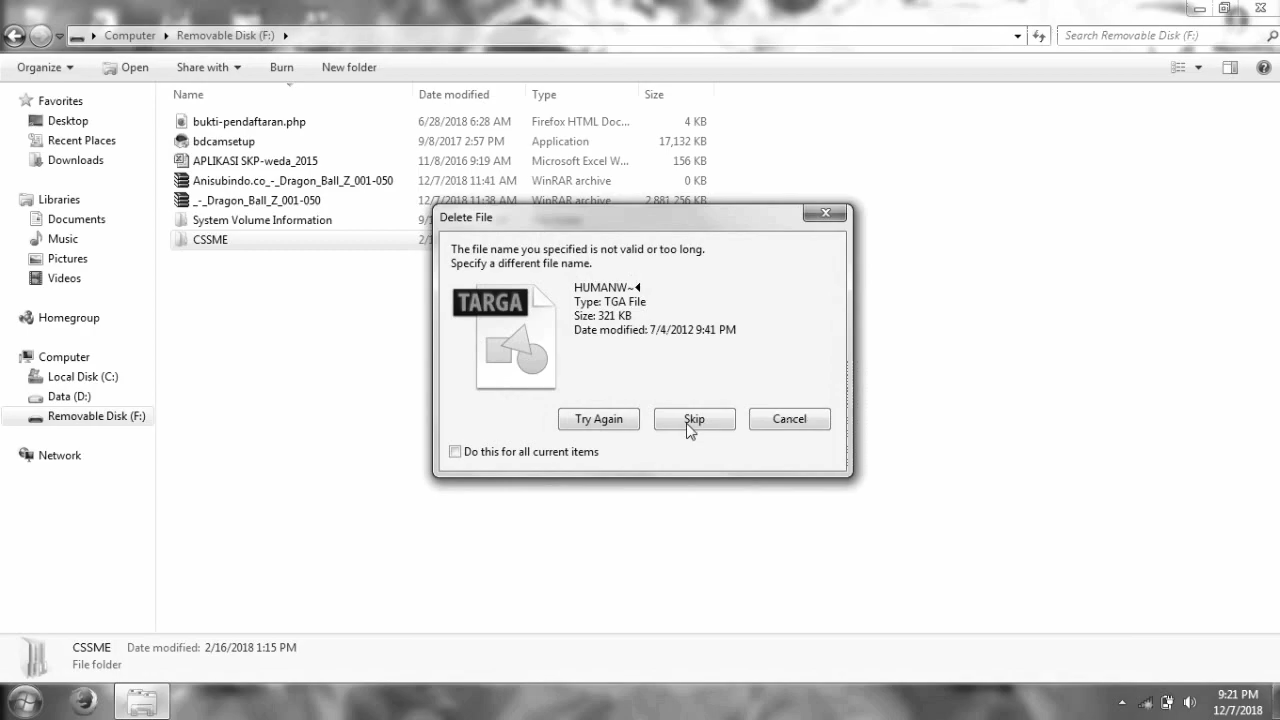 Computer Removable Disk (F:)
Search Removable Disk (F:)
Organize Open Share with Burn New folder
Name Date modified Type Size
Favorites
Desktop
Recent Places
Downloads
Libraries
Documents
Music
Pictures
Videos
Homegroup
Computer
Local Disk (C:)
Data (D:)
Removable Disk (F:)
Network
bukti-pendaftaran.php 6/28/2018 6:28 AM Firefox HTML Doc... 4 KB
bdcamsetup 9/8/2017 2:57 PM Application 17,132 KB
APLIKASI SKP-weda_2015 11/8/2016 9:19 AM Microsoft Excel W... 156 KB
Anisubindo.co_-_Dragon_Ball_Z_001-050 12/7/2018 11:41 AM WinRAR archive 0 KB
_-_Dragon_Ball_Z_001-050 12/7/2018 11:38 AM WinRAR archive 2,881,256 KB
System Volume Information
CSSME
Delete File
The file name you specified is not valid or too long.
Specify a different file name.
TARGA
HUMANW~◄
Type: TGA File
Size: 321 KB
Date modified: 7/4/2012 9:41 PM
Try Again Skip Cancel
Do this for all current items
CSSME Date modified: 2/16/2018 1:15 PM
File folder
9:21 PM
12/7/2018